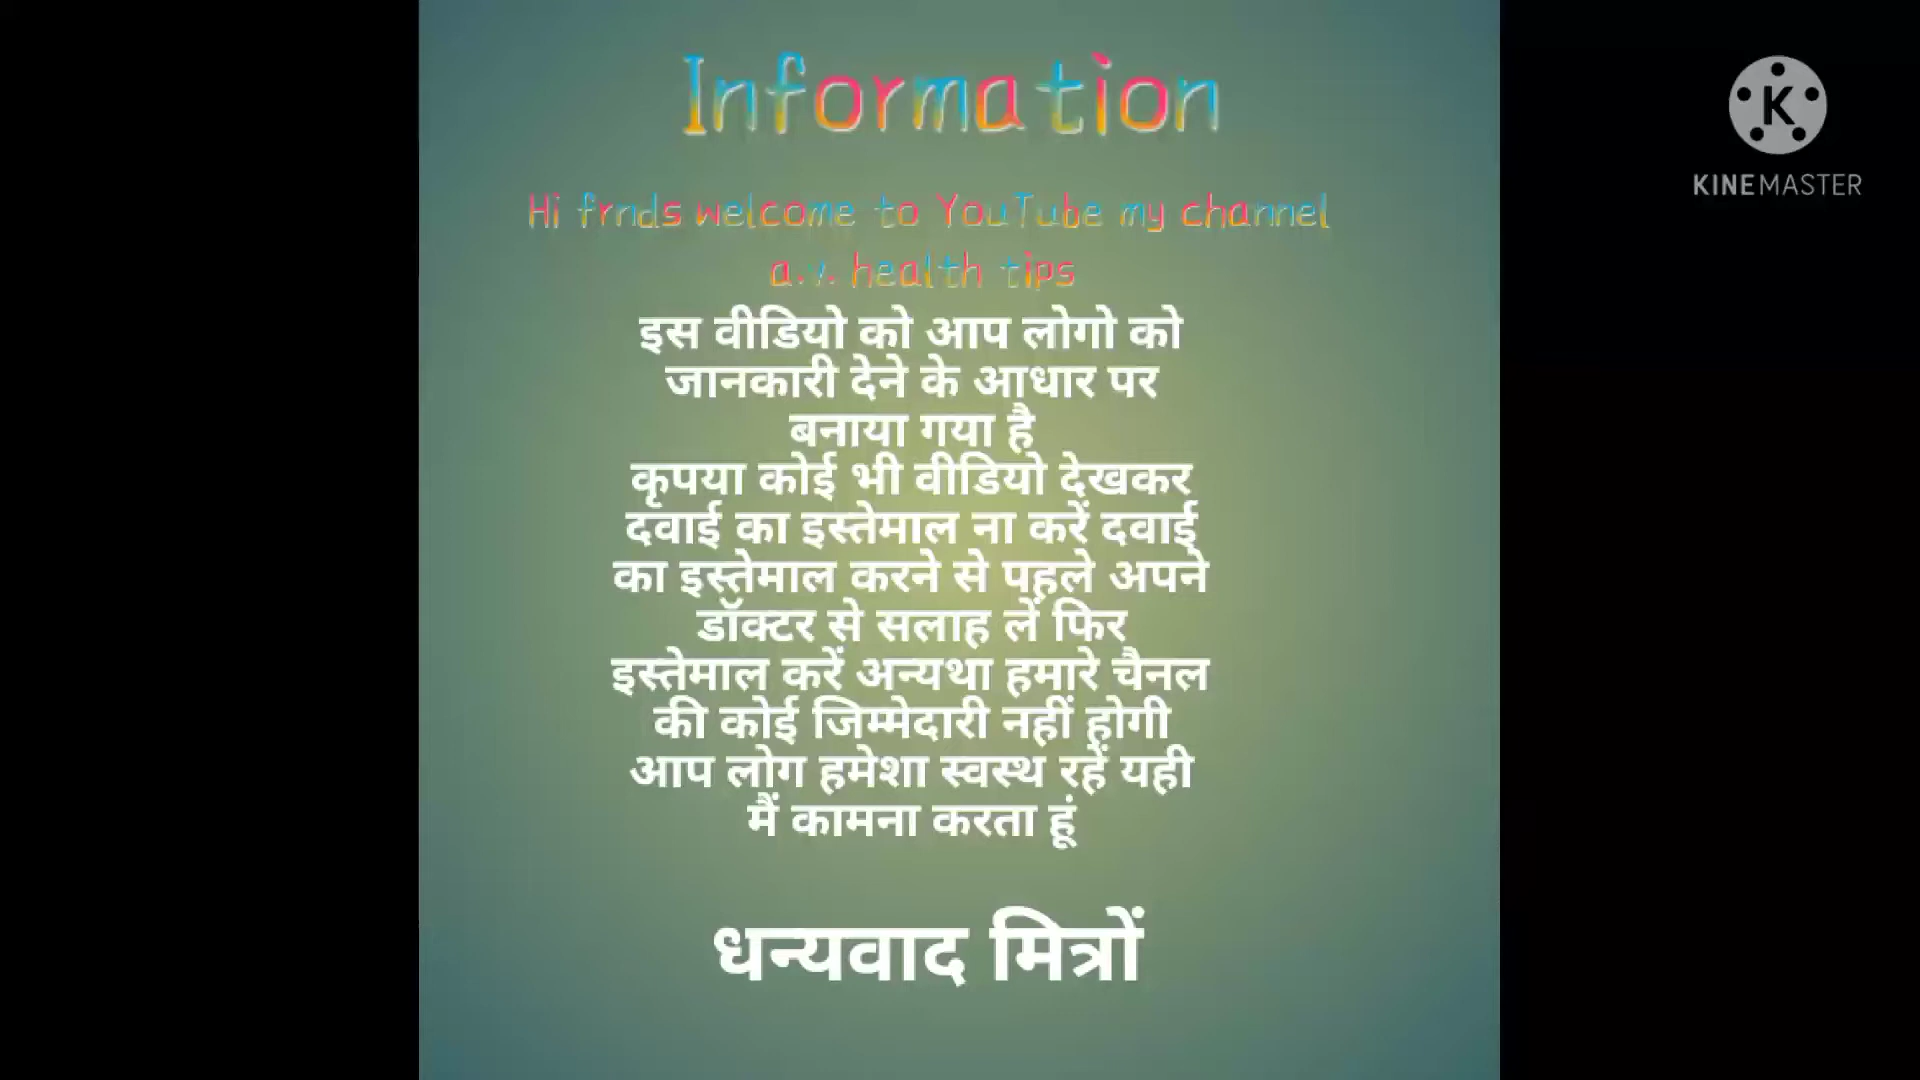 Information
KINEMASTER
Hi frnds welcome to YouTube my channel
a.v. health tips
इस वीडियो को आप लोगो को
जानकारी देने के आधार पर
बनाया गया है
कृपया कोई भी वीडियो देखकर
दवाई का इस्तेमाल ना करें दवाई
का इस्तेमाल करने से पहले अपने
डॉक्टर से सलाह लें फिर
इस्तेमाल करें अन्यथा हमारे चैनल
की कोई जिम्मेदारी नहीं होगी
आप लोग हमेशा स्वस्थ रहें यही
मैं कामना करता हूं
धन्यवाद मित्रों